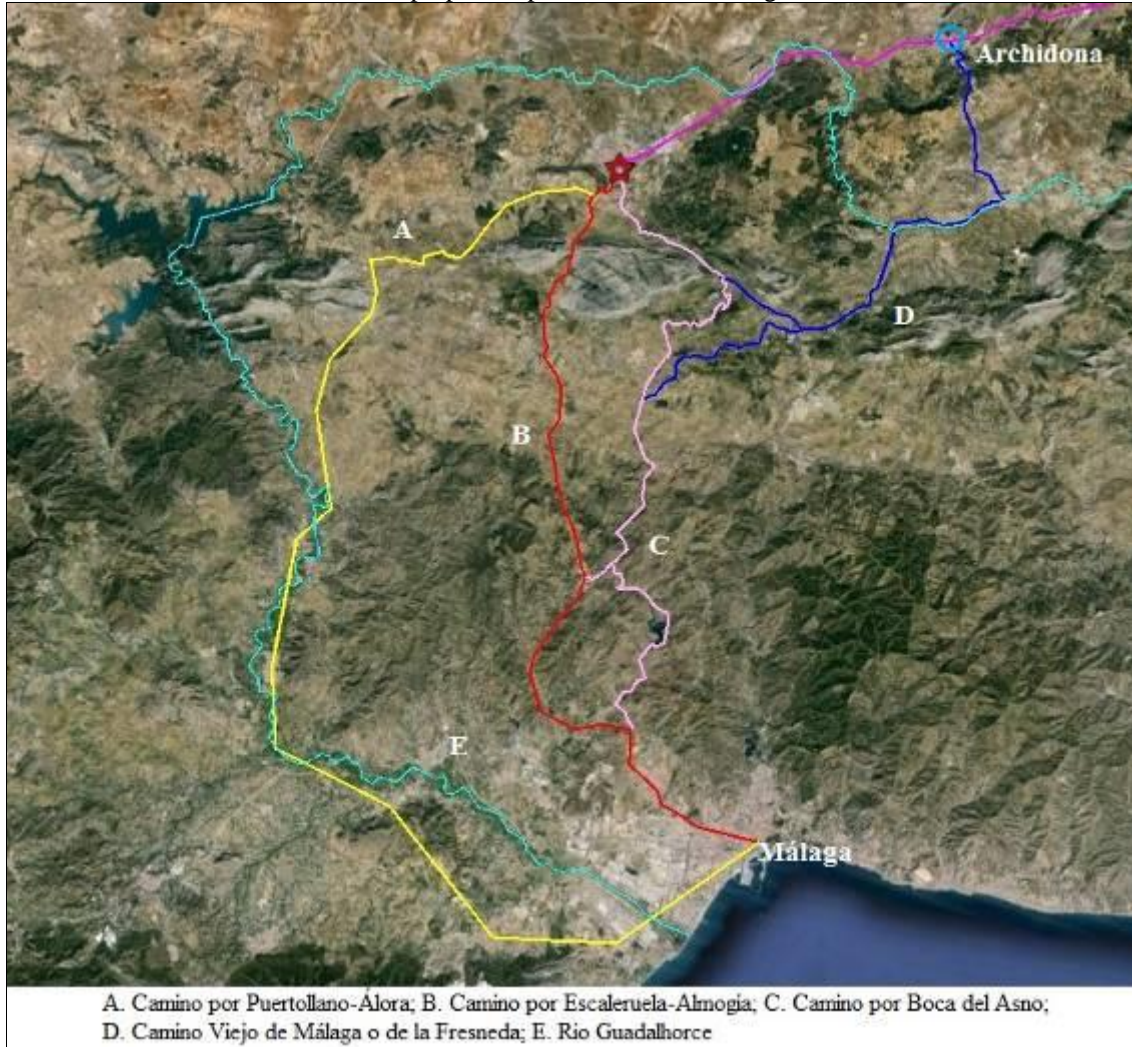 Archidona
A
D
B
C
E
Málaga
A. Camino por Puertollano-Álora; B. Camino por Escaleruela-Almogía; C. Camino por Boca del Asno;
D. Camino Viejo de Málaga o de la Fresneda; E. Rio Guadalhorce